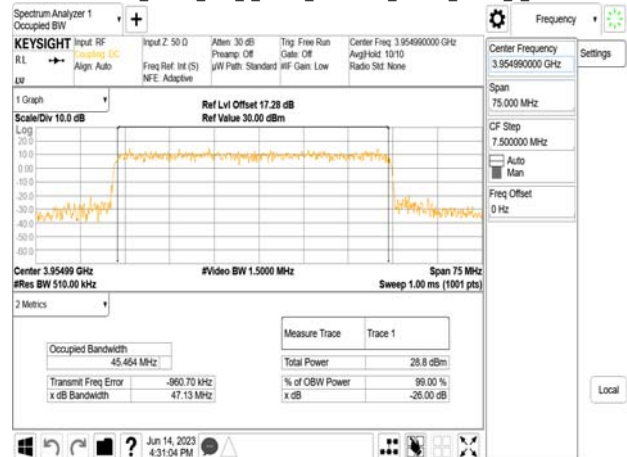 Spectrum Analyzer 1
Occupied BW
Frequency
KEYSIGHT
Input: RF
Coupling: DC
Align: Auto
Input Z: 50 Ω
Freq Ref: Int (S)
NFE: Adaptive
Atten: 30 dB
Preamp: Off
µW Path: Standard
Trig: Free Run
Gate: Off
#IF Gain: Low
Center Freq: 3.954990000 GHz
Avg|Hold: 10/10
Radio Std: None
RL
Center Frequency
3.954990000 GHz
Settings
Span
75.000 MHz
CF Step
7.500000 MHz
Auto
Man
Freq Offset
0 Hz
Local
1 Graph
Scale/Div 10.0 dB
Ref Lvl Offset 17.28 dB
Ref Value 30.00 dBm
Log
20.0
10.0
0.00
-10.0
-20.0
-30.0
-40.0
-50.0
-60.0
Center 3.95499 GHz
#Video BW 1.5000 MHz
Span 75 MHz
#Res BW 510.00 kHz
Sweep 1.00 ms (1001 pts)
2 Metrics
Measure Trace Trace 1
Occupied Bandwidth
45.464 MHz
Total Power 28.8 dBm
Transmit Freq Error -960.70 kHz
% of OBW Power 99.00 %
x dB Bandwidth 47.13 MHz
x dB -26.00 dB
Jun 14, 2023
4:31:04 PM